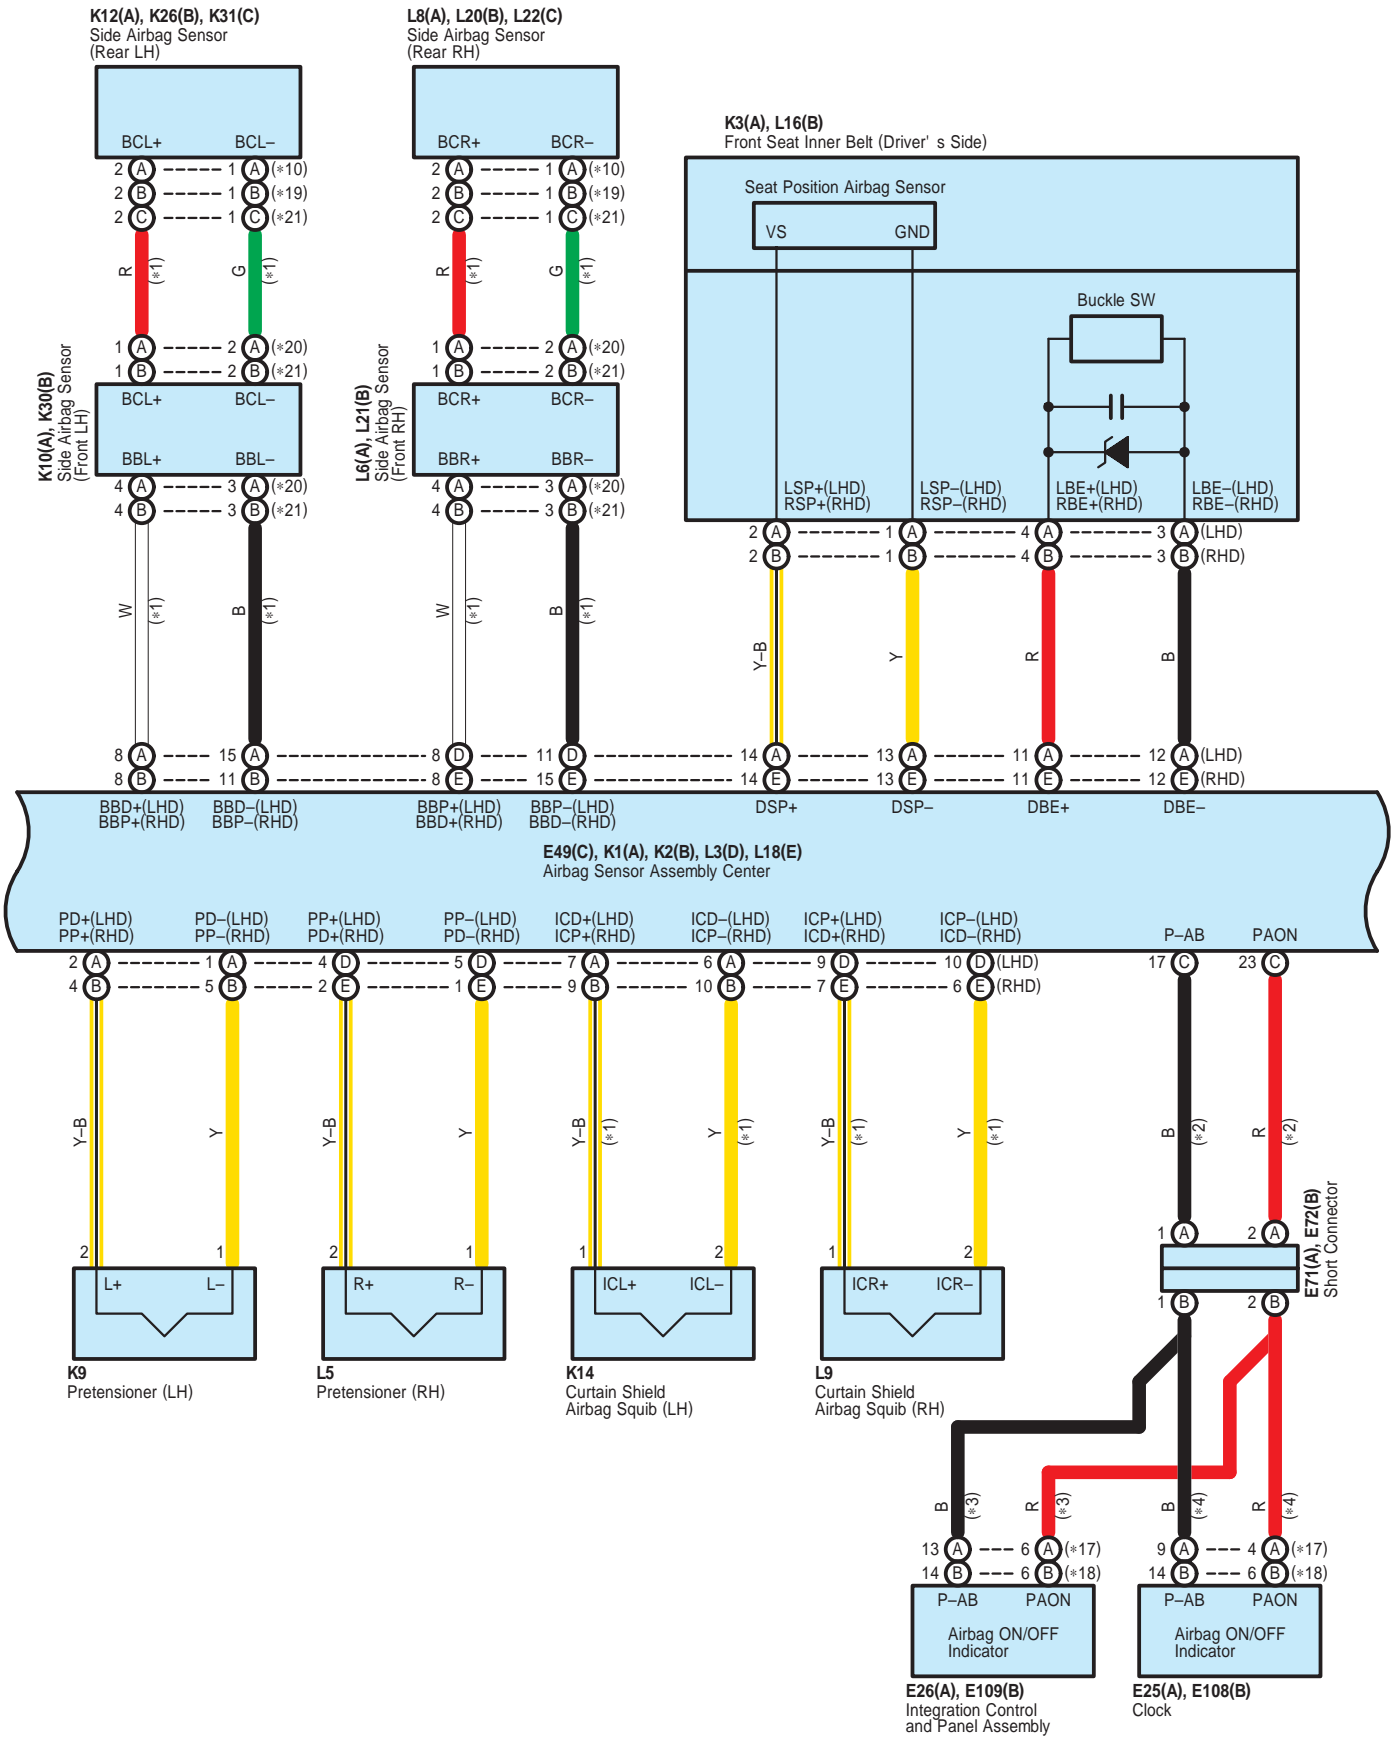 K12(A), K26(B), K31(C)
Side Airbag Sensor
(Rear LH)
L8(A), L20(B), L22(C)
Side Airbag Sensor
(Rear RH)
K3(A), L16(B)
Front Seat Inner Belt (Driver' s Side)
BCL+ BCL– BCR+ BCR–
2 A 1 A (*10) 2 A 1 A (*10)
2 B 1 B (*19) 2 B 1 B (*19)
2 C 1 C (*21) 2 C 1 C (*21)
Seat Position Airbag Sensor
VS GND
R (*1) G (*1) R (*1) G (*1)
Buckle SW
1 A 2 A (*20) 1 A 2 A (*20)
1 B 2 B (*21) 1 B 2 B (*21)
K10(A), K30(B)
Side Airbag Sensor
(Front LH)
BCL+ BCL–
BBL+ BBL–
L6(A), L21(B)
Side Airbag Sensor
(Front RH)
BCR+ BCR–
BBR+ BBR–
4 A 3 A (*20) 4 A 3 A (*20)
4 B 3 B (*21) 4 B 3 B (*21)
LSP+(LHD) LSP–(LHD) LBE+(LHD) LBE–(LHD)
RSP+(RHD) RSP–(RHD) RBE+(RHD) RBE–(RHD)
2 A 1 A 4 A 3 A (LHD)
2 B 1 B 4 B 3 B (RHD)
W (*1) B (*1) W (*1) B (*1) Y–B Y R B
8 A 15 A 8 D 11 D 14 A 13 A 11 A 12 A (LHD)
8 B 11 B 8 E 15 E 14 E 13 E 11 E 12 E (RHD)
BBD+(LHD) BBD–(LHD) BBP+(LHD) BBP–(LHD) DSP+ DSP– DBE+ DBE–
BBP+(RHD) BBP–(RHD) BBD+(RHD) BBD–(RHD)
E49(C), K1(A), K2(B), L3(D), L18(E)
Airbag Sensor Assembly Center
PD+(LHD) PD–(LHD) PP+(LHD) PP–(LHD) ICD+(LHD) ICD–(LHD) ICP+(LHD) ICP–(LHD)
PP+(RHD) PP–(RHD) PD+(RHD) PD–(RHD) ICP+(RHD) ICP–(RHD) ICD+(RHD) ICD–(RHD) P–AB PAON
2 A 1 A 4 D 5 D 7 A 6 A 9 D 10 D (LHD) 17 C 23 C
4 B 5 B 2 E 1 E 9 B 10 B 7 E 6 E (RHD)
Y–B Y Y–B Y Y–B (*1) Y (*1) Y–B (*1) Y (*1) B (*2) R (*2)
1 A 2 A
E71(A), E72(B)
Short Connector
1 B 2 B
2 1 2 1 1 2 1 2
L+ L– R+ R– ICL+ ICL– ICR+ ICR–
K9
Pretensioner (LH)
L5
Pretensioner (RH)
K14
Curtain Shield
Airbag Squib (LH)
L9
Curtain Shield
Airbag Squib (RH)
B (*3) R (*3) B (*4) R (*4)
13 A 6 A (*17) 9 A 4 A (*17)
14 B 6 B (*18) 14 B 6 B (*18)
P–AB PAON P–AB PAON
Airbag ON/OFF
Indicator
Airbag ON/OFF
Indicator
E26(A), E109(B)
Integration Control
and Panel Assembly
E25(A), E108(B)
Clock